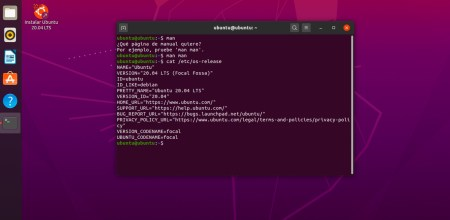 Instalar Ubuntu
20.04 LTS
ubuntu@ubuntu: ~
ubuntu@ubuntu:~$ man
¿Qué página de manual quiere?
Por ejemplo, pruebe 'man man'.
ubuntu@ubuntu:~$ man man
ubuntu@ubuntu:~$ cat /etc/os-release
NAME="Ubuntu"
VERSION="20.04 LTS (Focal Fossa)"
ID=ubuntu
ID_LIKE=debian
PRETTY_NAME="Ubuntu 20.04 LTS"
VERSION_ID="20.04"
HOME_URL="https://www.ubuntu.com/"
SUPPORT_URL="https://help.ubuntu.com/"
BUG_REPORT_URL="https://bugs.launchpad.net/ubuntu/"
PRIVACY_POLICY_URL="https://www.ubuntu.com/legal/terms-and-policies/privacy-poli
cy"
VERSION_CODENAME=focal
UBUNTU_CODENAME=focal
ubuntu@ubuntu:~$